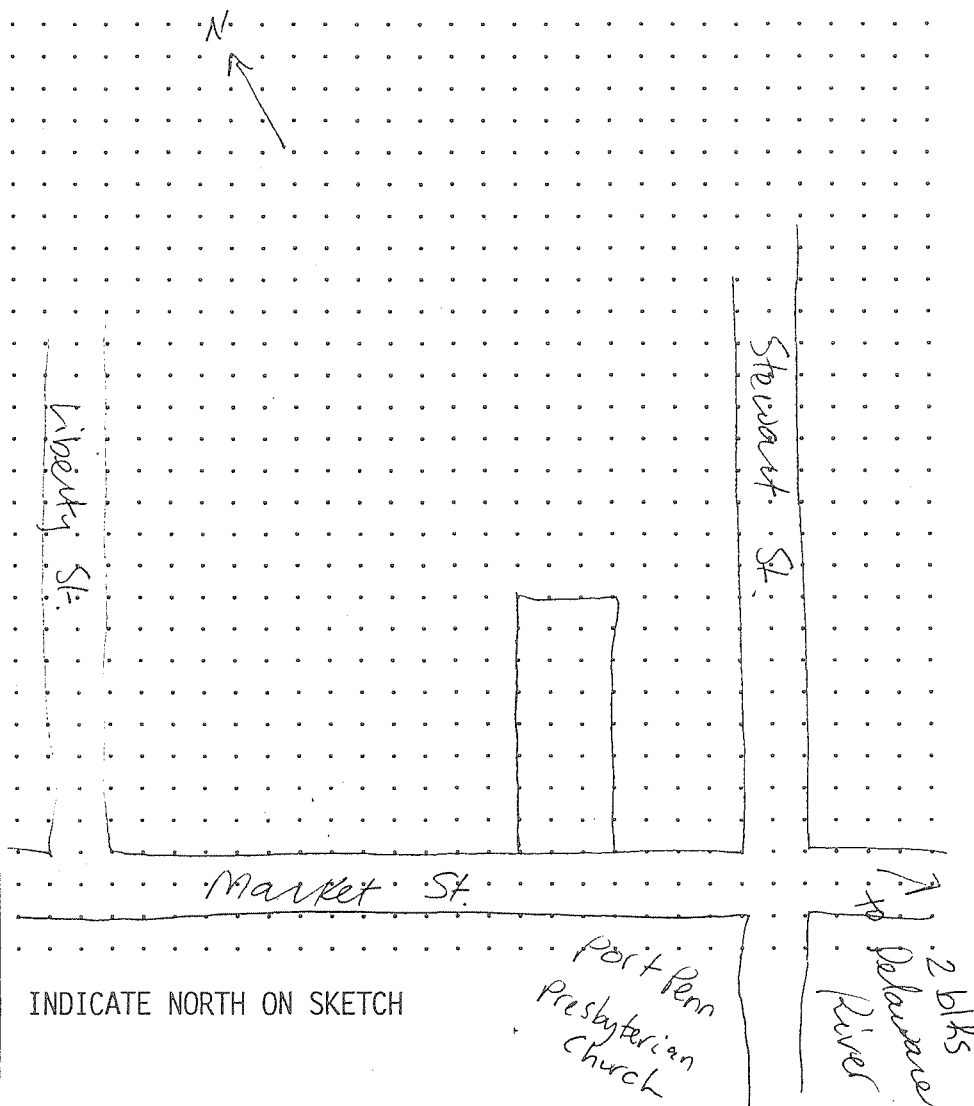 N
Liberty St.
Stewart St.
Market St.
Port Penn
Presbyterian
Church
2 blks
to Delaware
River
INDICATE NORTH ON SKETCH